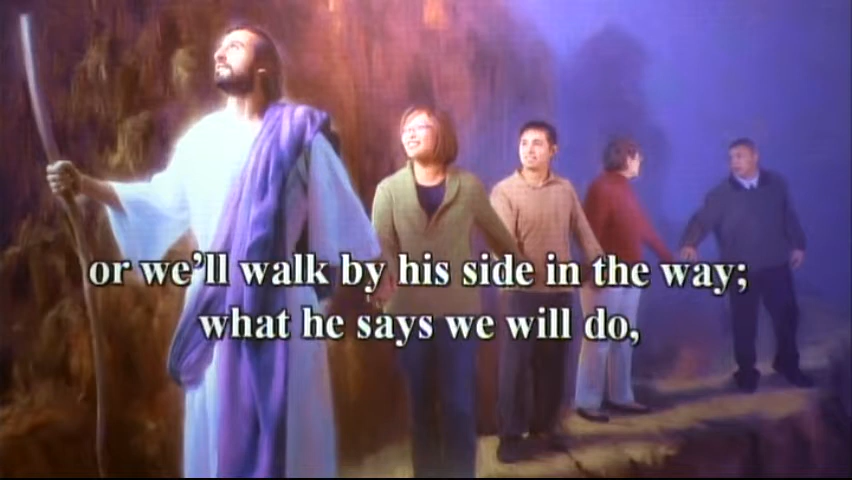 or we'll walk by his side in the way;
what he says we will do,